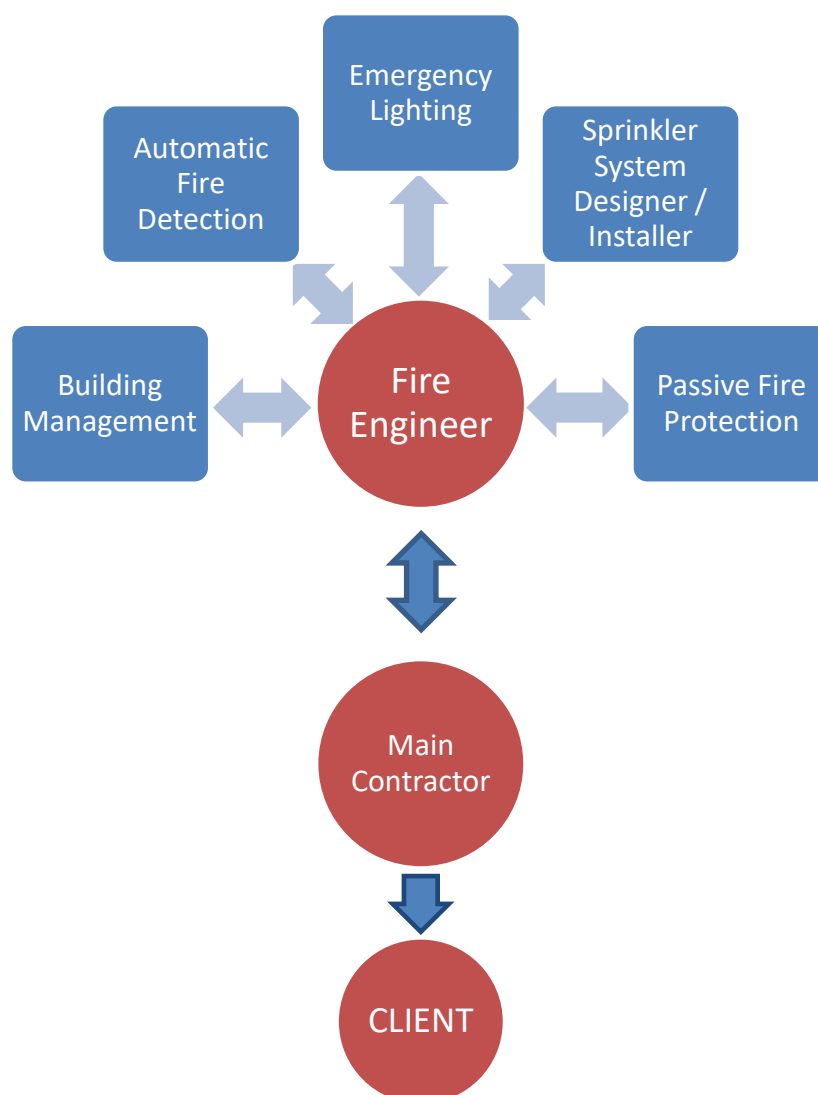 Emergency
Lighting
Automatic
Fire
Detection
Sprinkler
System
Designer /
Installer
Building
Management
Fire
Engineer
Passive Fire
Protection
Main
Contractor
CLIENT